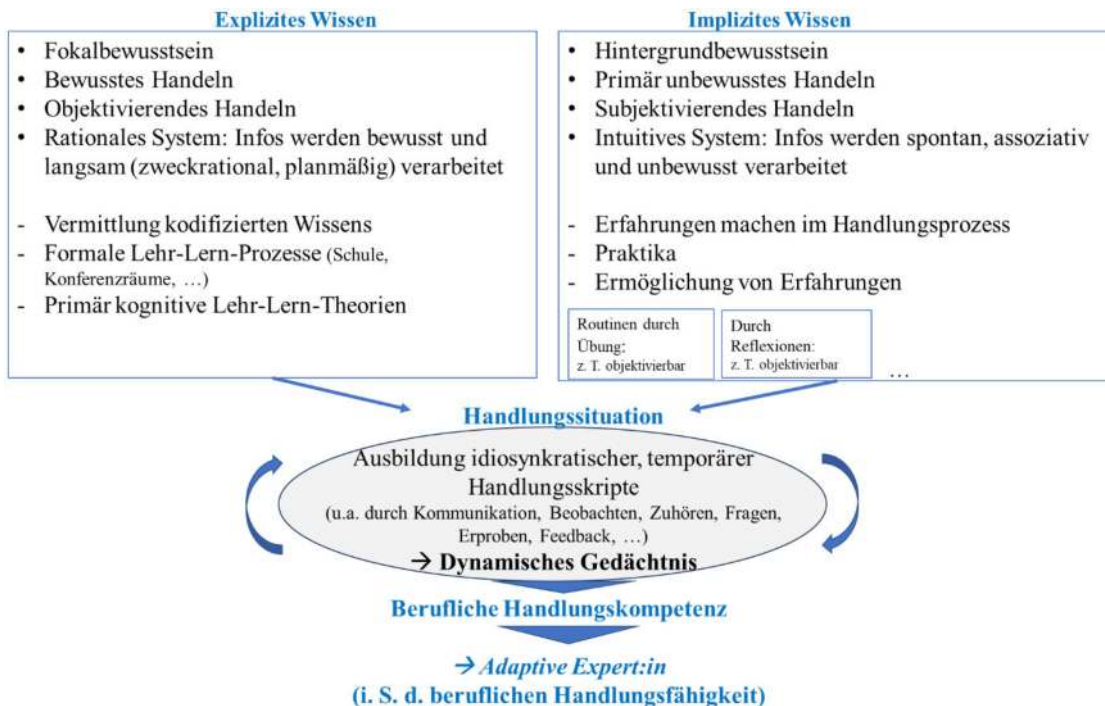 Explizites Wissen
• Fokalbewusstsein
• Bewusstes Handeln
• Objektivierendes Handeln
• Rationales System: Infos werden bewusst und
langsam (zweckrational, planmäßig) verarbeitet
- Vermittlung kodifizierten Wissens
- Formale Lehr-Lern-Prozesse (Schule,
Konferenzräume, …)
- Primär kognitive Lehr-Lern-Theorien
Implizites Wissen
• Hintergrundbewusstsein
• Primär unbewusstes Handeln
• Subjektivierendes Handeln
• Intuitives System: Infos werden spontan, assoziativ
und unbewusst verarbeitet
- Erfahrungen machen im Handlungsprozess
- Praktika
- Ermöglichung von Erfahrungen
Routinen durch
Übung:
z. T. objektivierbar
Durch
Reflexionen:
z. T. objektivierbar
…
Handlungssituation
Ausbildung idiosynkratischer, temporärer
Handlungsskripte
(u.a. durch Kommunikation, Beobachten, Zuhören, Fragen,
Erproben, Feedback, …)
→ Dynamisches Gedächtnis
Berufliche Handlungskompetenz
→ Adaptive Expert:in
(i. S. d. beruflichen Handlungsfähigkeit)